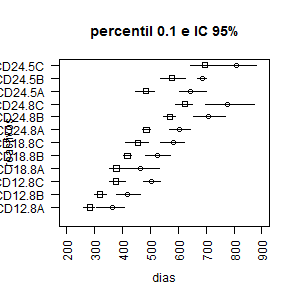 percentil 0.1 e IC 95%
CD24.5C
CD24.5B
CD24.5A
CD24.8C
CD24.8B
CD24.8A
CD18.8C
CD18.8B
CD18.8A
CD12.8C
CD12.8B
CD12.8A
200 300 400 500 600 700 800 900
dias